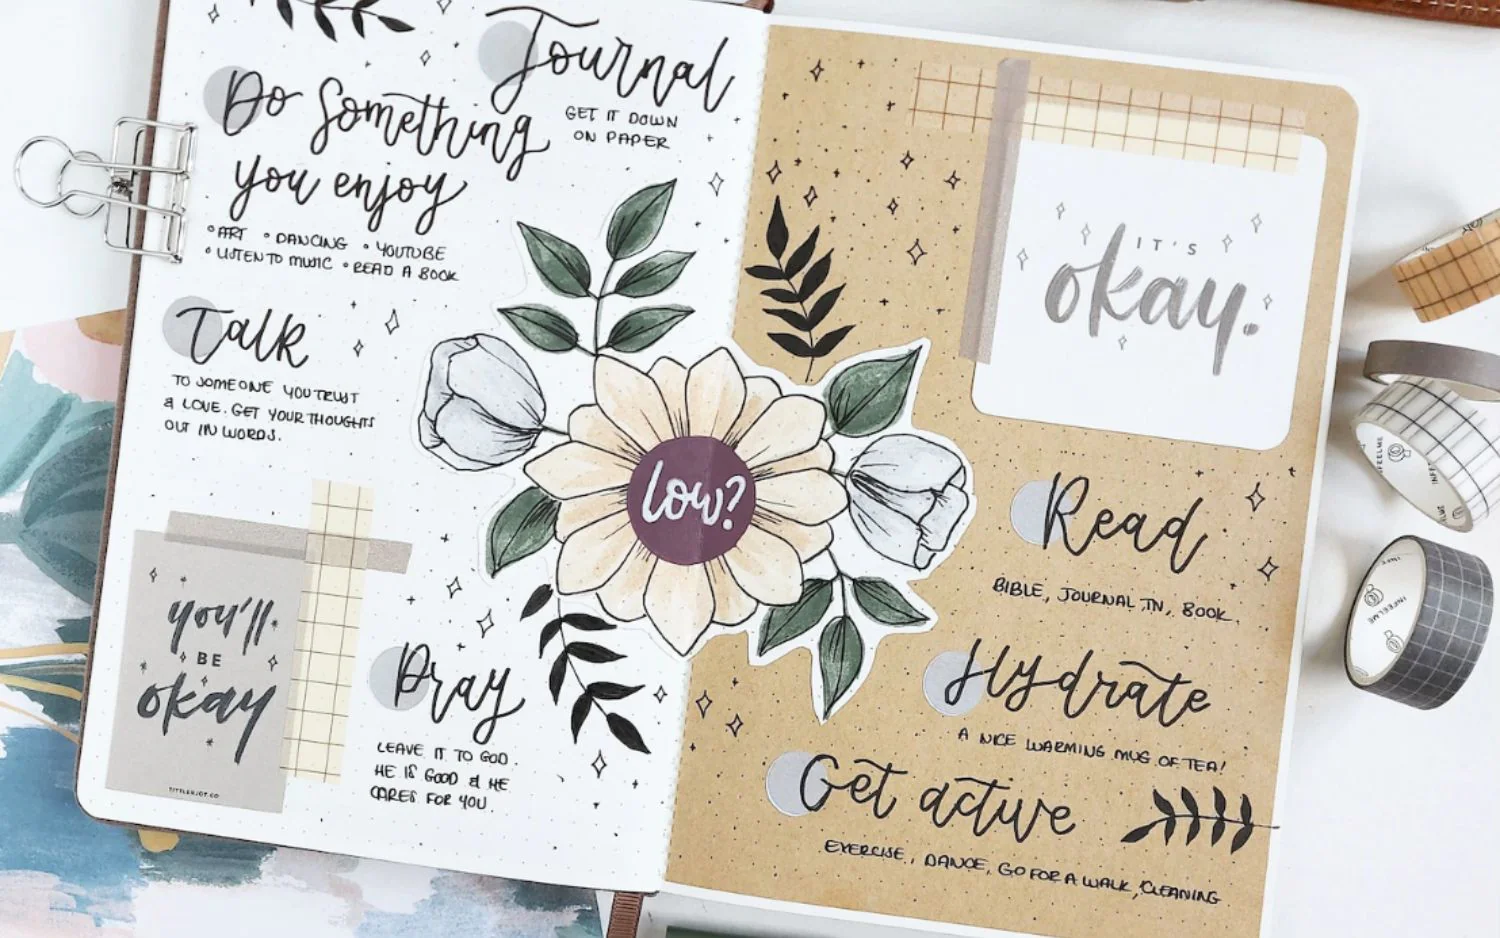 Journal
GET IT DOWN
ON PAPER
Do Something
you enjoy
• ART • DANCING • YOUTUBE
• LISTEN TO MUSIC • READ A BOOK
Talk
TO SOMEONE YOU TRUST
& LOVE. GET YOUR THOUGHTS
OUT IN WORDS.
you'll
BE
okay
Pray
LEAVE IT TO GOD.
HE IS GOOD & HE
CARES FOR YOU.
low?
IT'S
okay.
Read
BIBLE, JOURNAL, TN, BOOK.
Hydrate
A NICE WARMING MUG OF TEA!
Get active
EXERCISE, DANCE, GO FOR A WALK, CLEANING
INFEELME
INFEELME